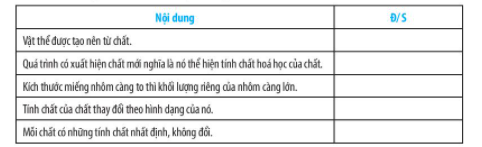 Nội dung Đ/S
Vật thể được tạo nên từ chất.
Quá trình có xuất hiện chất mới nghĩa là nó thể hiện tính chất hoá học của chất.
Kích thước miếng nhôm càng to thì khối lượng riêng của nhôm càng lớn.
Tính chất của chất thay đổi theo hình dạng của nó.
Mỗi chất có những tính chất nhất định, không đổi.